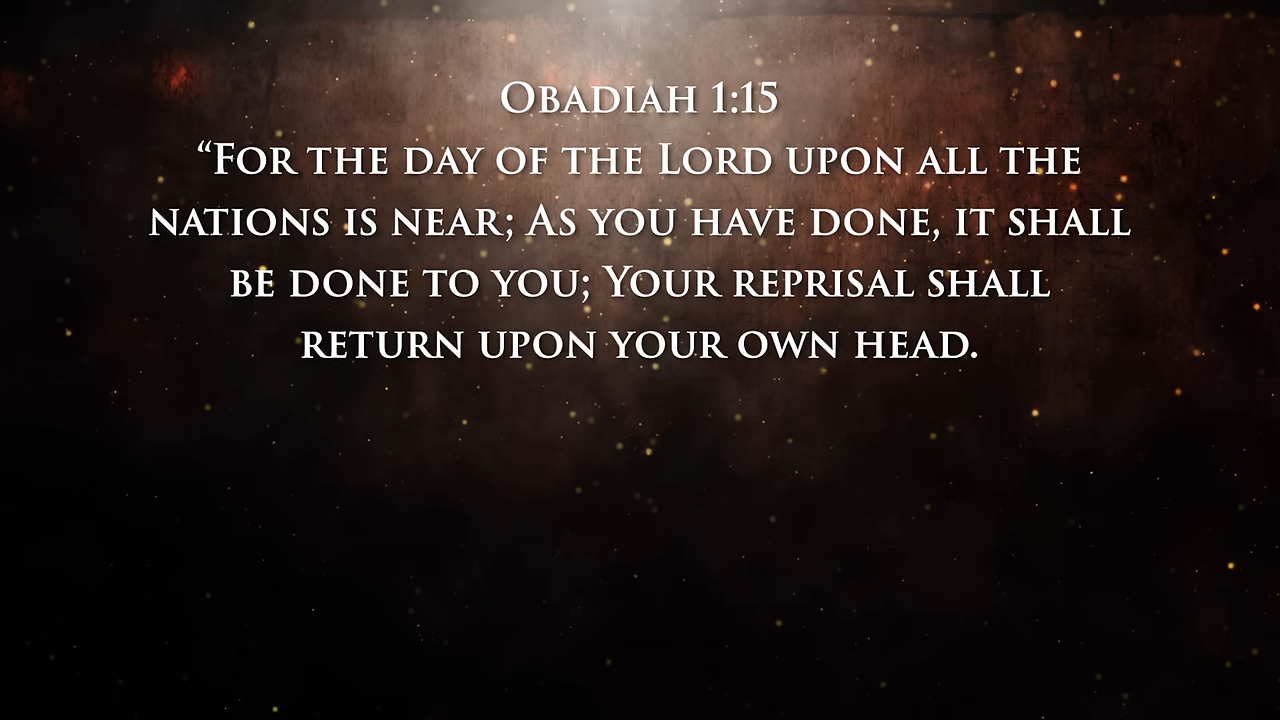 Obadiah 1:15
“For the day of the Lord upon all the
nations is near; As you have done, it shall
be done to you; Your reprisal shall
return upon your own head.